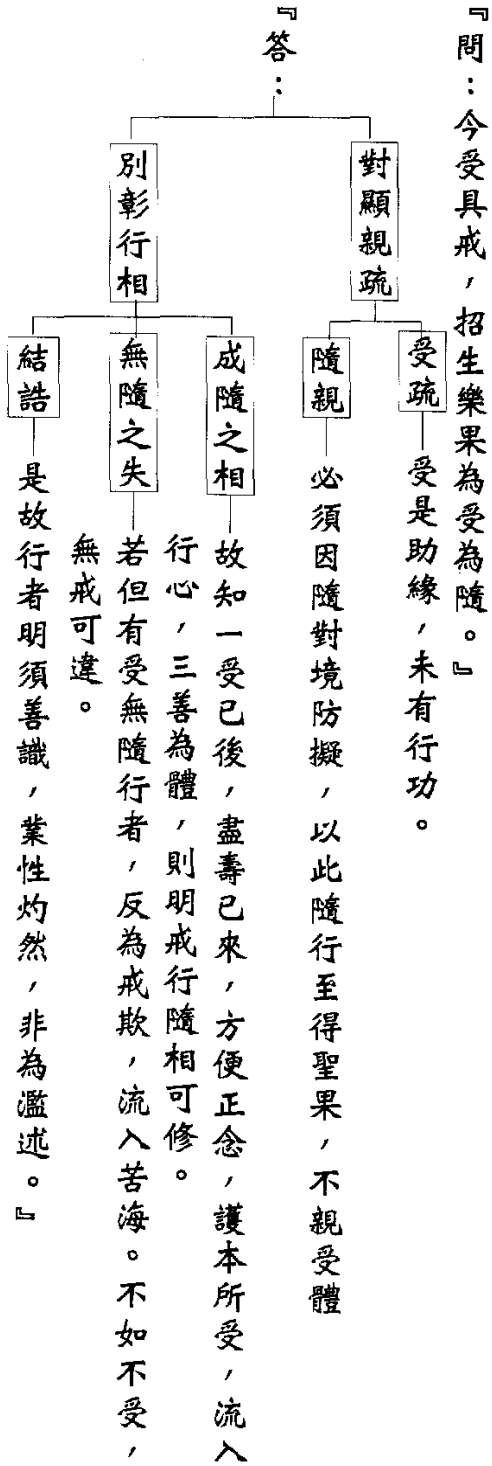 『問：今受具戒，招生樂果為受為隨。』
『答：
對顯親疏
受疏
受是助緣，未有行功。
隨親
必須因隨對境防擬，以此隨行至得聖果，不親受體
別彰行相
成隨之相
故知一受已後，盡壽已來，方便正念，護本所受，流入
行心，三善為體，則明戒行隨相可修。
無隨之失
若但有受無隨行者，反為戒欺，流入苦海。不如不受，
無戒可違。
結誥
是故行者明須善識，業性灼然，非為濫述。』